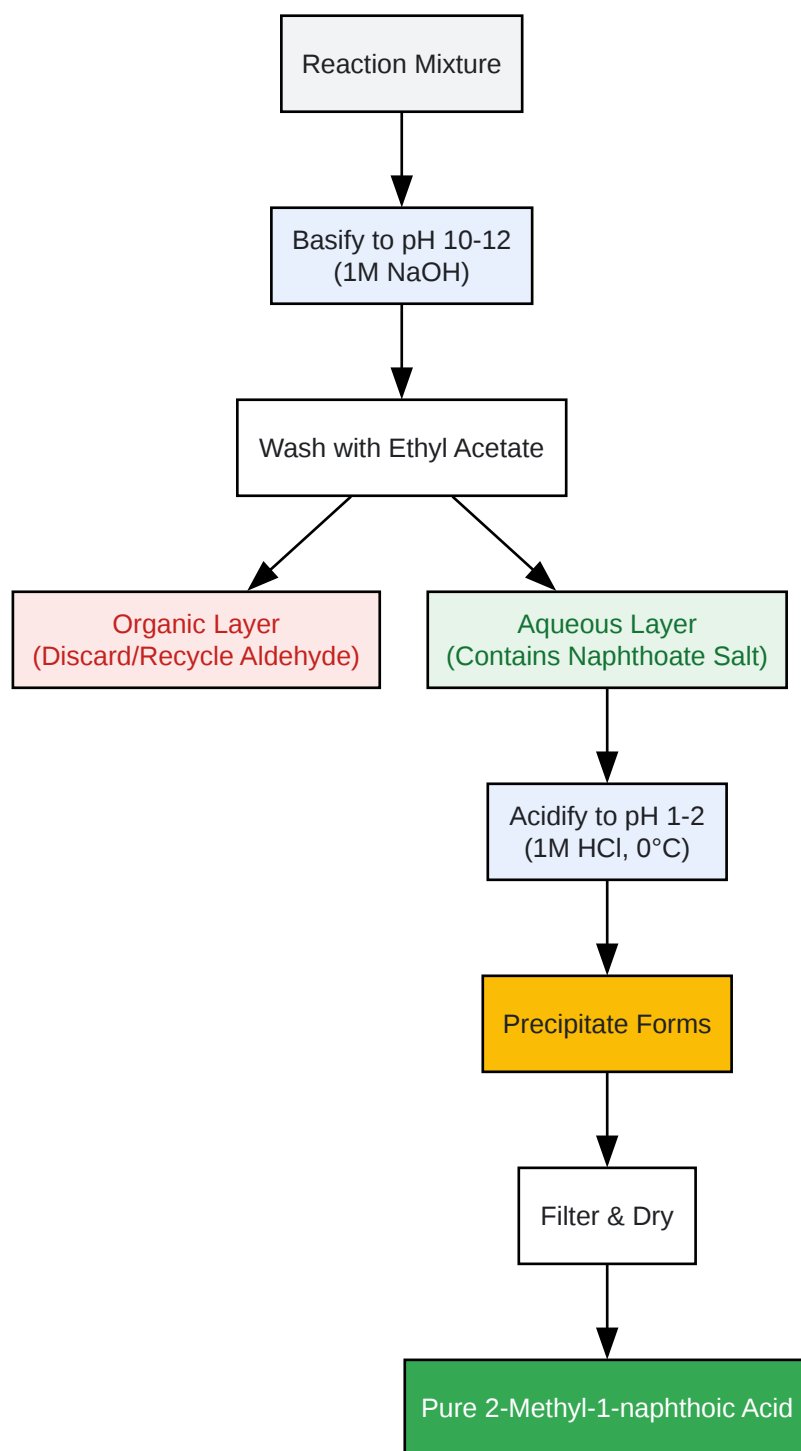 Reaction Mixture
Basify to pH 10-12
(1M NaOH)
Wash with Ethyl Acetate
Organic Layer
(Discard/Recycle Aldehyde)
Aqueous Layer
(Contains Naphthoate Salt)
Acidify to pH 1-2
(1M HCl, 0°C)
Precipitate Forms
Filter & Dry
Pure 2-Methyl-1-naphthoic Acid